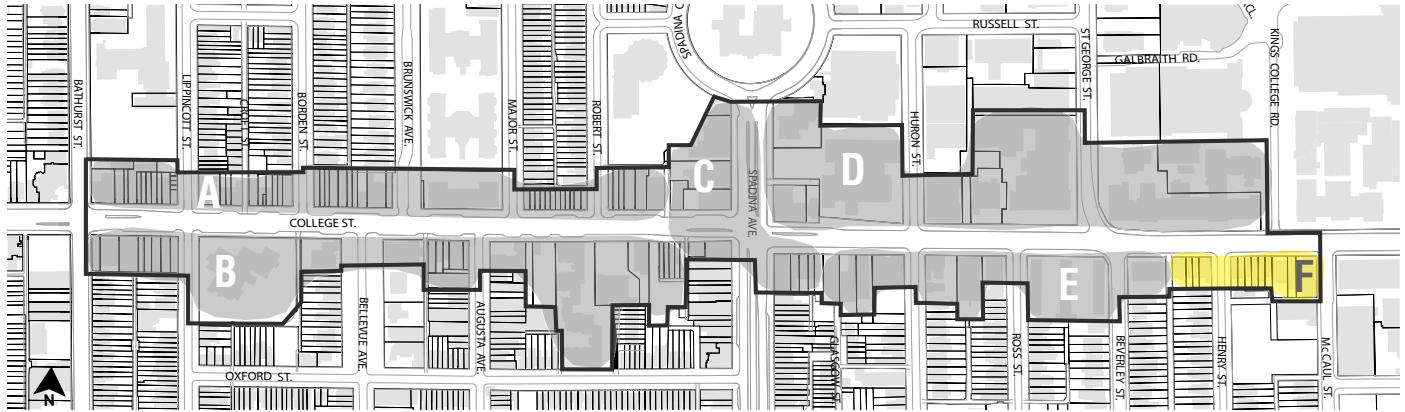 RUSSELL ST.
SPADINA C
CL.
ST GEORGE ST.
GALBRAITH RD.
KINGS COLLEGE RD.
BATHURST ST.
LIPPINCOTT ST.
CROFT ST.
BORDEN ST.
BRUNSWICK AVE.
MAJOR ST.
ROBERT ST.
HURON ST.
A
C
D
SPADINA AVE.
COLLEGE ST.
B
E
F
BELLEVUE AVE.
AUGUSTA AVE.
GLASGOW ST.
ROSS ST.
BEVERLEY ST.
HENRY ST.
McCAUL ST.
OXFORD ST.
N